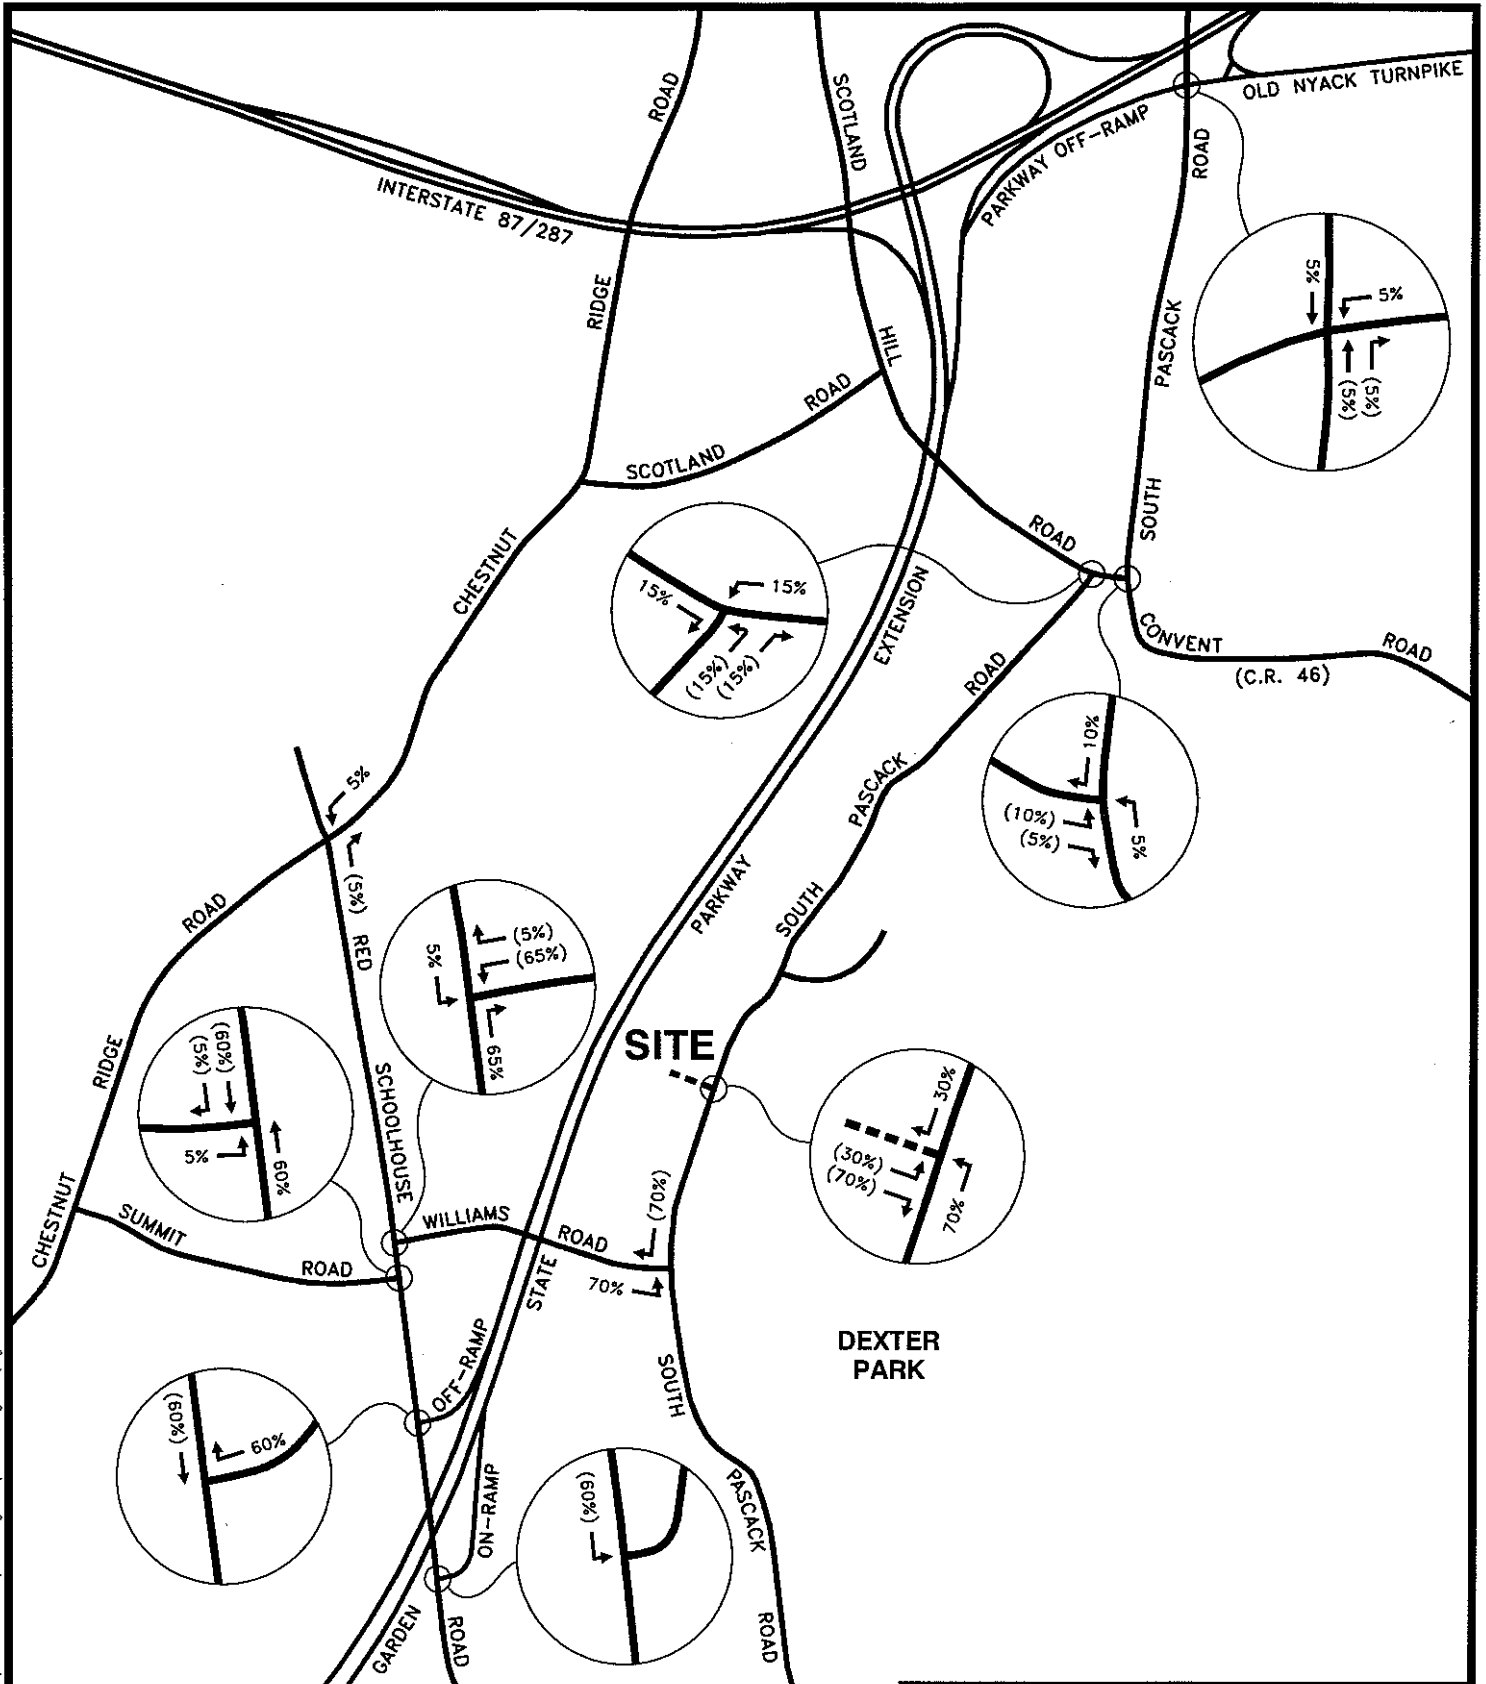 ROAD
SCOTLAND
OLD NYACK TURNPIKE
INTERSTATE 87/287
PARKWAY OFF-RAMP
ROAD
RIDGE
HILL
PASCACK
5%
5%
(5%)
(5%)
ROAD
SCOTLAND
SOUTH
ROAD
CHESTNUT
15%
15%
(15%)
(15%)
EXTENSION
CONVENT
ROAD
(C.R. 46)
ROAD
10%
(10%)
(5%)
5%
PASCACK
5%
(5%)
ROAD
RED
PARKWAY
SOUTH
5%
(5%)
(65%)
65%
SITE
RIDGE
(5%)
(60%)
5%
60%
SCHOOLHOUSE
30%
(30%)
(70%)
70%
CHESTNUT
SUMMIT
ROAD
WILLIAMS
ROAD
(70%)
70%
STATE
DEXTER
PARK
OFF-RAMP
SOUTH
(60%)
60%
ON-RAMP
(60%)
PASCACK
GARDEN
ROAD
ROAD